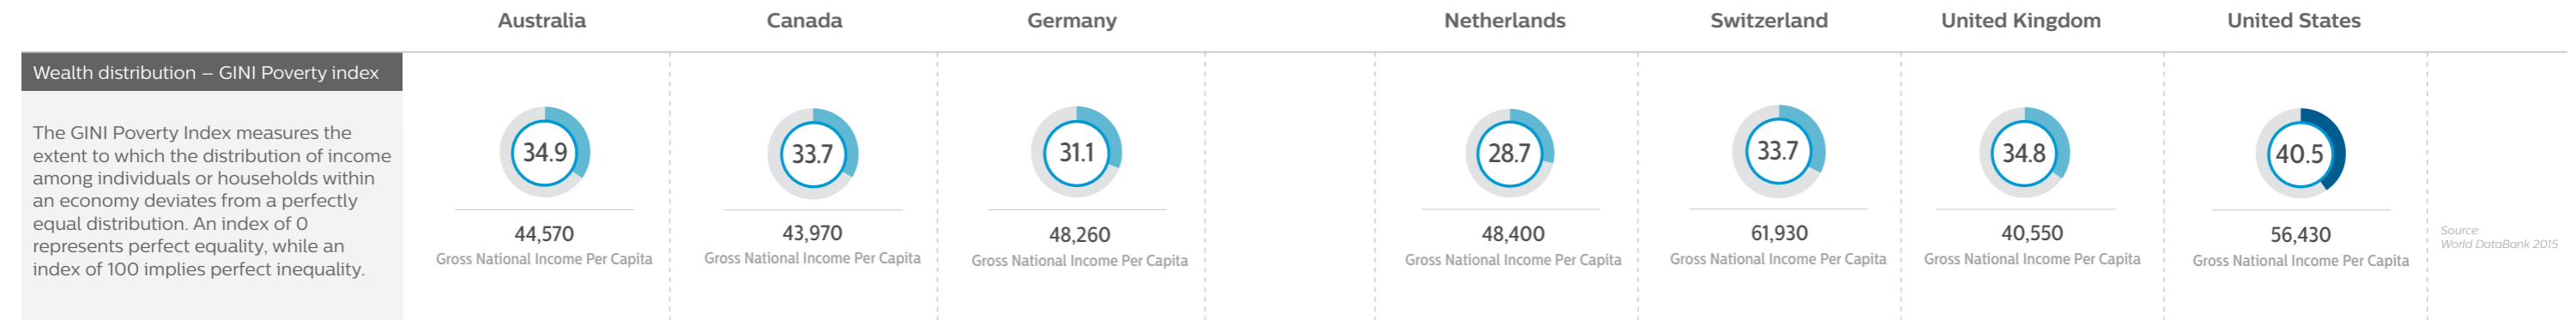 Australia
Canada
Germany
Netherlands
Switzerland
United Kingdom
United States
Wealth distribution – GINI Poverty index
The GINI Poverty Index measures the
extent to which the distribution of income
among individuals or households within
an economy deviates from a perfectly
equal distribution. An index of 0
represents perfect equality, while an
index of 100 implies perfect inequality.
34.9
44,570
Gross National Income Per Capita
33.7
43,970
Gross National Income Per Capita
31.1
48,260
Gross National Income Per Capita
28.7
48,400
Gross National Income Per Capita
33.7
61,930
Gross National Income Per Capita
34.8
40,550
Gross National Income Per Capita
40.5
56,430
Gross National Income Per Capita
Source:
World DataBank 2015